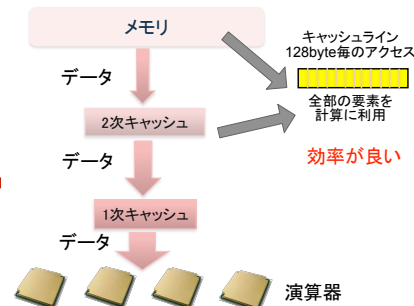 メモリ
キャッシュライン
128byte毎のアクセス
データ
全部の要素を
計算に利用
2次キャッシュ
効率が良い
データ
1次キャッシュ
データ
演算器